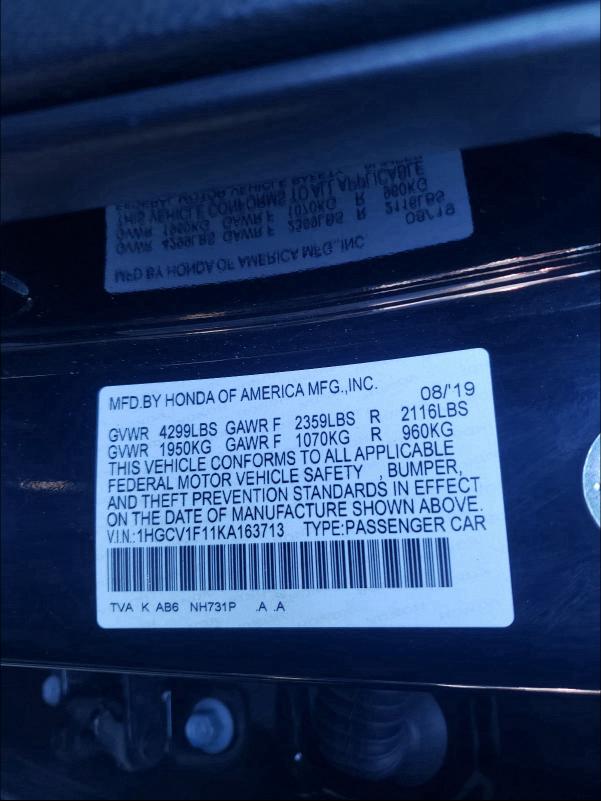 MFD.BY HONDA OF AMERICA MFG.,INC. 08/'19
GVWR 4299LBS GAWR F 2359LBS R 2116LBS
GVWR 1950KG GAWR F 1070KG R 960KG
THIS VEHICLE CONFORMS TO ALL APPLICABLE
FEDERAL MOTOR VEHICLE SAFETY , BUMPER,
AND THEFT PREVENTION STANDARDS IN EFFECT
ON THE DATE OF MANUFACTURE SHOWN ABOVE.
V.I.N.:1HGCV1F11KA163713 TYPE:PASSENGER CAR
TVA K AB6 NH731P .A .A